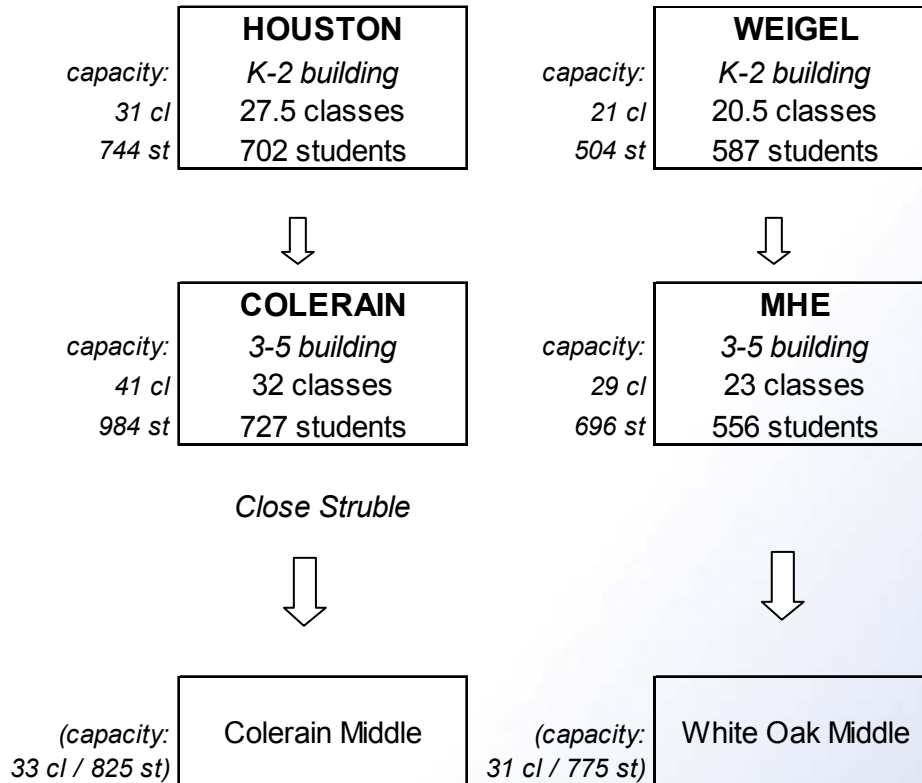 HOUSTON
capacity: K-2 building
31 cl 27.5 classes
744 st 702 students
WEIGEL
capacity: K-2 building
21 cl 20.5 classes
504 st 587 students
COLERAIN
capacity: 3-5 building
41 cl 32 classes
984 st 727 students
MHE
capacity: 3-5 building
29 cl 23 classes
696 st 556 students
Close Struble
Colerain Middle
(capacity:
33 cl / 825 st)
White Oak Middle
(capacity:
31 cl / 775 st)